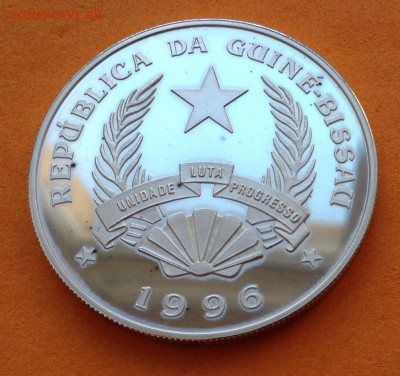 REPÚBLICA DA GUINÉ-BISSAU
UNIDADE LUTA PROGRESSO
1996